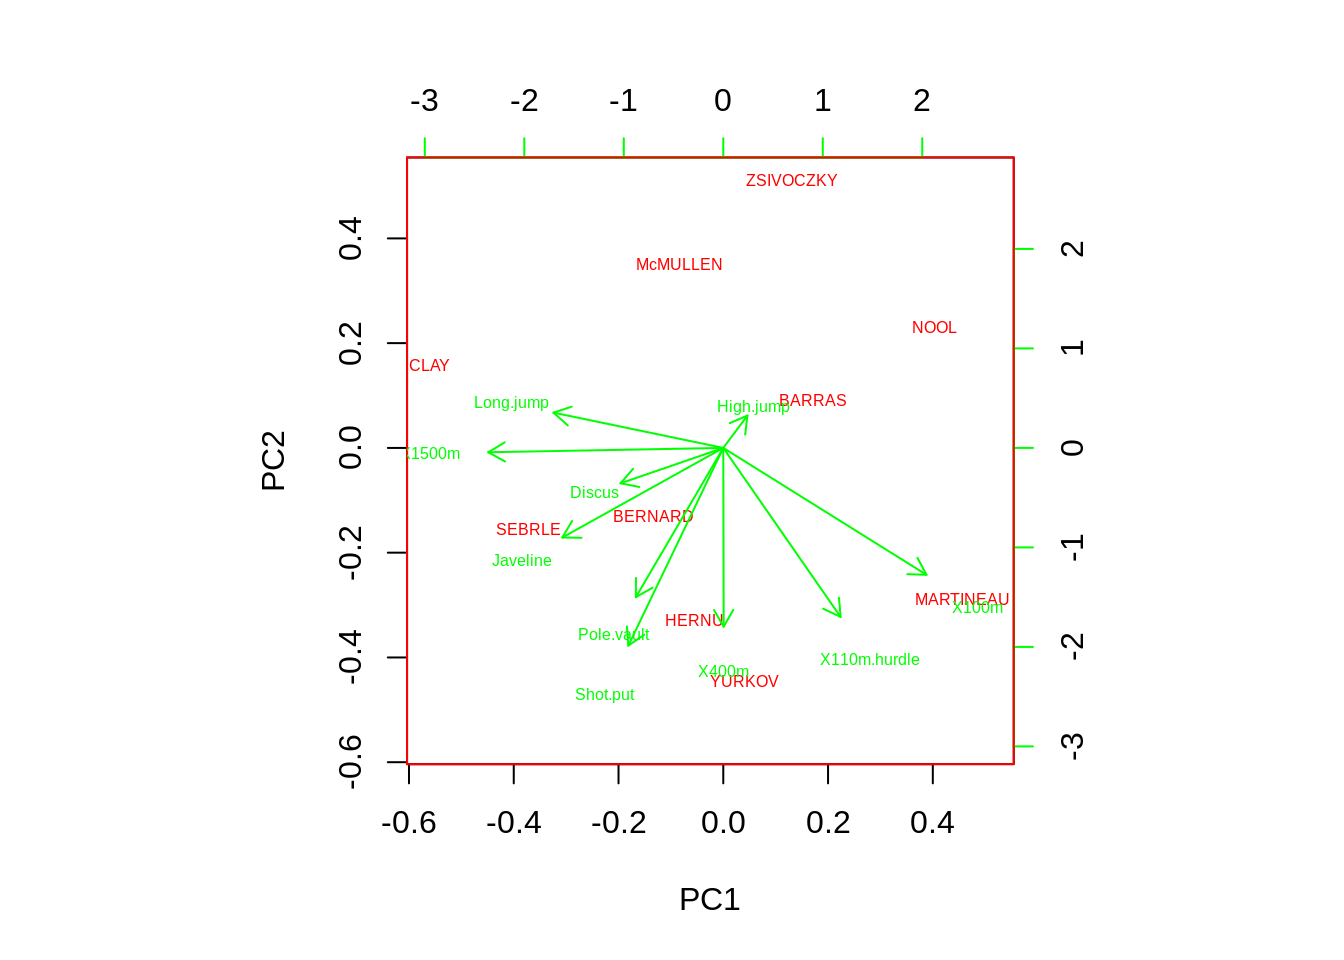 -3 -2 -1 0 1 2
ZSIVOCZKY
McMULLEN
NOOL
CLAY
BARRAS
Long.jump
High.jump
X1500m
Discus
BERNARD
SEBRLE
Javeline
MARTINEAU
X100m
HERNU
Pole.vault
X110m.hurdle
X400m
YURKOV
Shot.put
0.4
0.2
0.0
-0.2
-0.4
-0.6
2
1
0
-1
-2
-3
-0.6 -0.4 -0.2 0.0 0.2 0.4
PC1
PC2